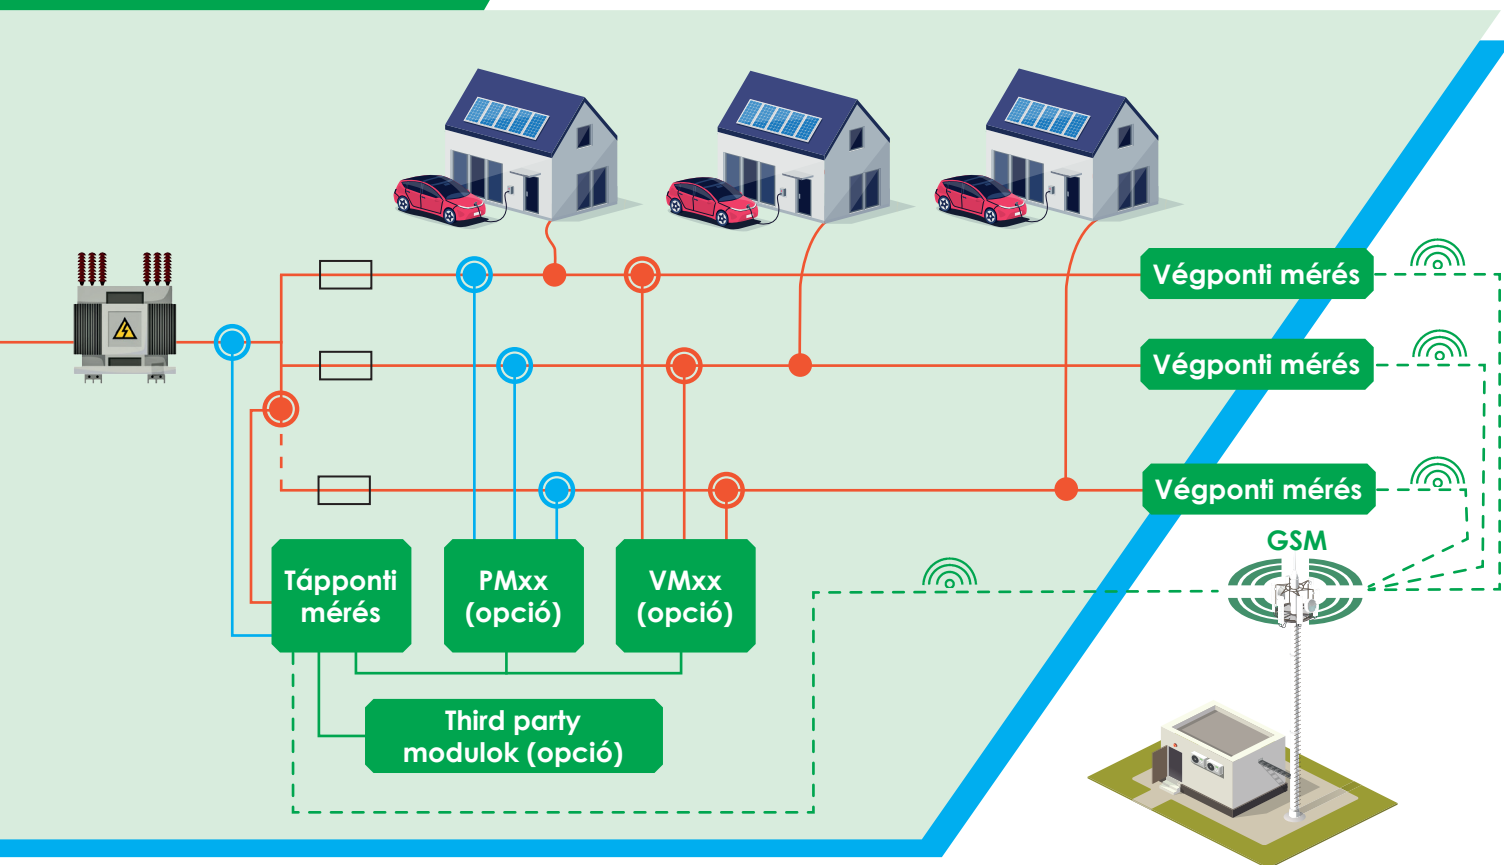 Végponti mérés
Végponti mérés
Végponti mérés
GSM
Tápponti
mérés
PMxx
(opció)
VMxx
(opció)
Third party
modulok (opció)